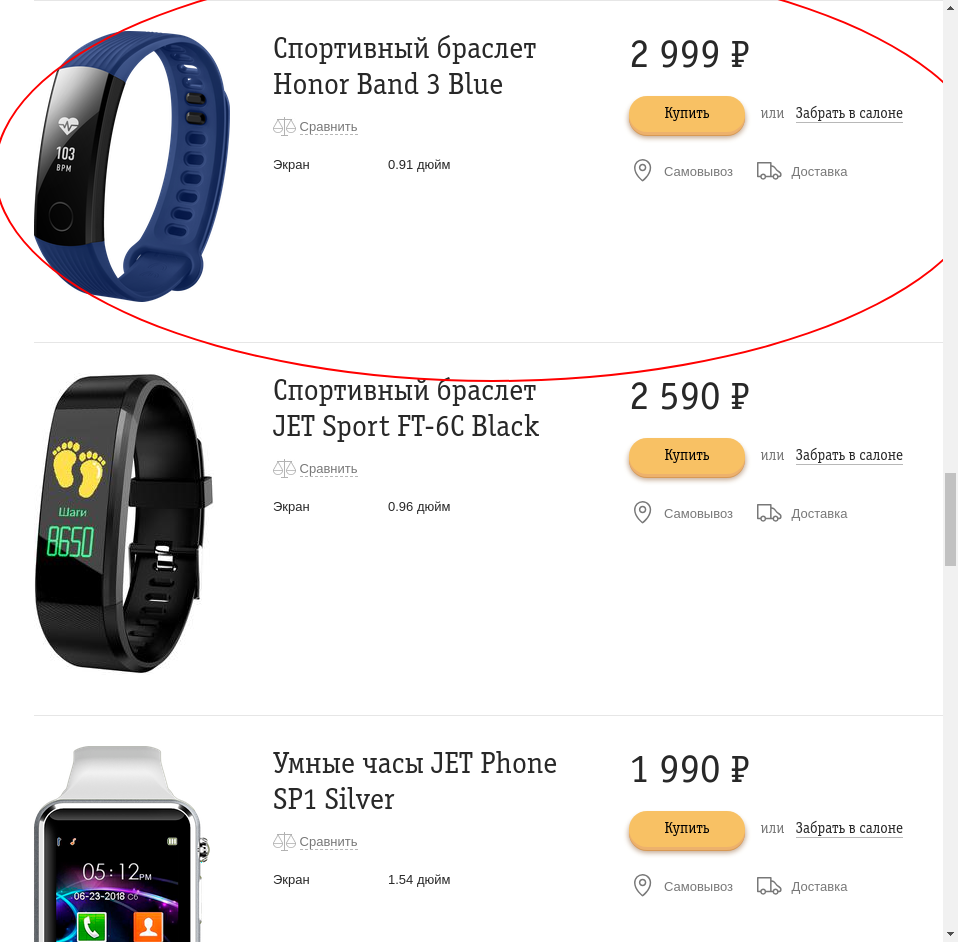 Спортивный браслет
Honor Band 3 Blue
Сравнить
Экран 0.91 дюйм
2 999 ₽
Купить или Забрать в салоне
Самовывоз Доставка
103
BPM
Спортивный браслет
JET Sport FT-6C Black
Сравнить
Экран 0.96 дюйм
2 590 ₽
Купить или Забрать в салоне
Самовывоз Доставка
Шаги
8650
Умные часы JET Phone
SP1 Silver
Сравнить
Экран 1.54 дюйм
1 990 ₽
Купить или Забрать в салоне
Самовывоз Доставка
05:12PM
06-23-2018 Сб